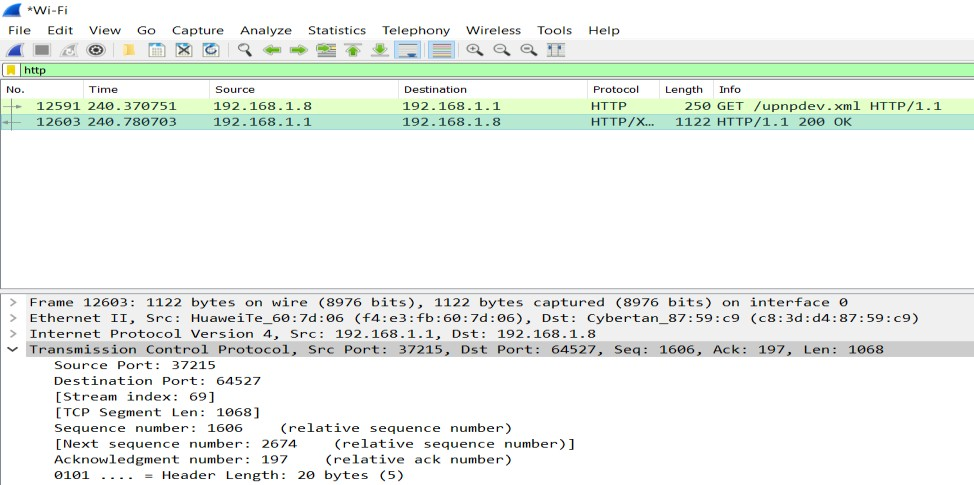 *Wi-Fi
File Edit View Go Capture Analyze Statistics Telephony Wireless Tools Help
http
No. Time Source Destination Protocol Length Info
12591 240.370751 192.168.1.8 192.168.1.1 HTTP 250 GET /upnpdev.xml HTTP/1.1
12603 240.780703 192.168.1.1 192.168.1.8 HTTP/X… 1122 HTTP/1.1 200 OK
Frame 12603: 1122 bytes on wire (8976 bits), 1122 bytes captured (8976 bits) on interface 0
Ethernet II, Src: HuaweiTe_60:7d:06 (f4:e3:fb:60:7d:06), Dst: Cybertan_87:59:c9 (c8:3d:d4:87:59:c9)
Internet Protocol Version 4, Src: 192.168.1.1, Dst: 192.168.1.8
Transmission Control Protocol, Src Port: 37215, Dst Port: 64527, Seq: 1606, Ack: 197, Len: 1068
Source Port: 37215
Destination Port: 64527
[Stream index: 69]
[TCP Segment Len: 1068]
Sequence number: 1606    (relative sequence number)
[Next sequence number: 2674    (relative sequence number)]
Acknowledgment number: 197    (relative ack number)
0101 .... = Header Length: 20 bytes (5)